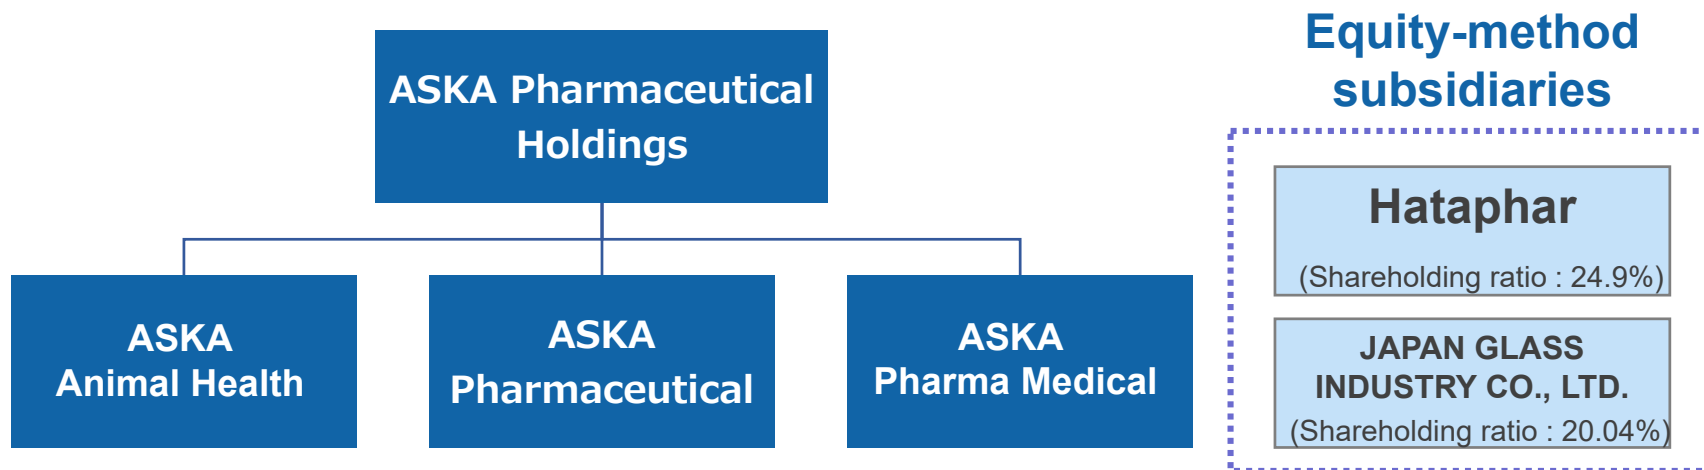 ASKA Pharmaceutical
Holdings
ASKA
Animal Health
ASKA
Pharmaceutical
ASKA
Pharma Medical
Equity-method
subsidiaries
Hataphar
(Shareholding ratio : 24.9%)
JAPAN GLASS
INDUSTRY CO., LTD.
(Shareholding ratio : 20.04%)